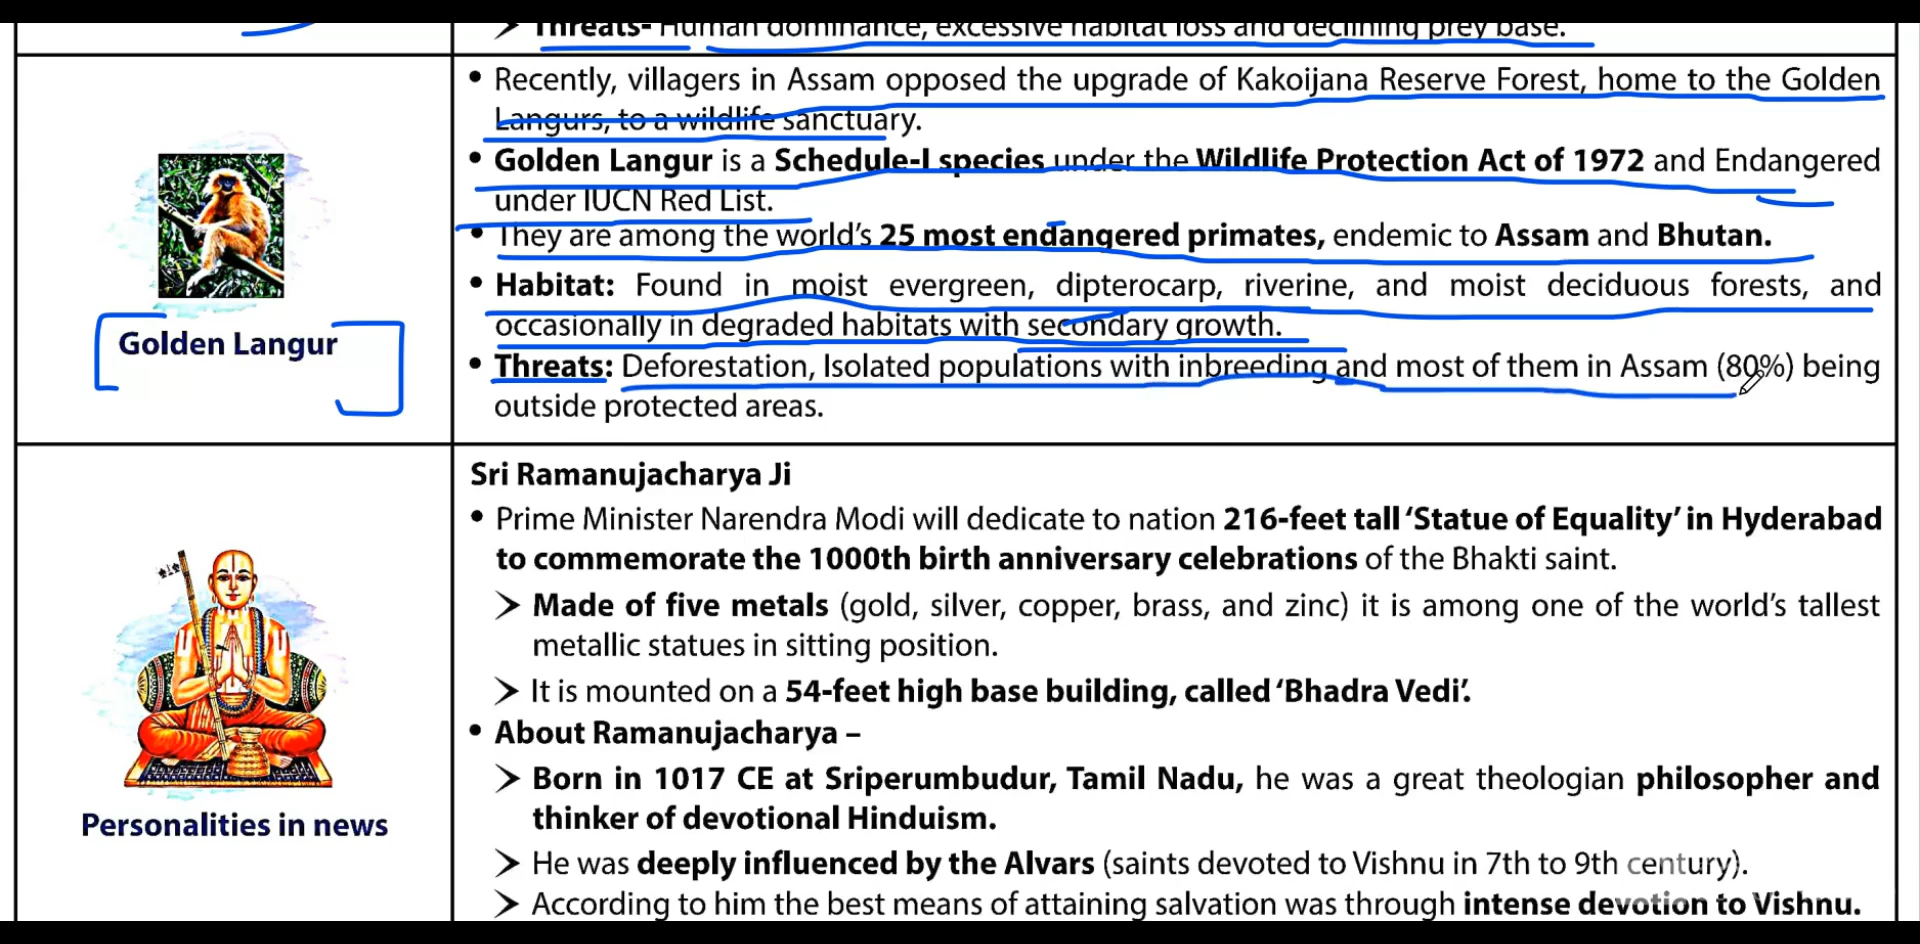 ➤ Threats- Human dominance, excessive habitat loss and declining prey base.
• Recently, villagers in Assam opposed the upgrade of Kakoijana Reserve Forest, home to the Golden
Langurs, to a wildlife sanctuary.
• Golden Langur is a Schedule-I species under the Wildlife Protection Act of 1972 and Endangered
under IUCN Red List.
• They are among the world's 25 most endangered primates, endemic to Assam and Bhutan.
• Habitat: Found in moist evergreen, dipterocarp, riverine, and moist deciduous forests, and
occasionally in degraded habitats with secondary growth.
Golden Langur
• Threats: Deforestation, Isolated populations with inbreeding and most of them in Assam (80%) being
outside protected areas.
Sri Ramanujacharya Ji
• Prime Minister Narendra Modi will dedicate to nation 216-feet tall 'Statue of Equality' in Hyderabad
to commemorate the 1000th birth anniversary celebrations of the Bhakti saint.
➤ Made of five metals (gold, silver, copper, brass, and zinc) it is among one of the world's tallest
metallic statues in sitting position.
➤ It is mounted on a 54-feet high base building, called 'Bhadra Vedi'.
• About Ramanujacharya –
➤ Born in 1017 CE at Sriperumbudur, Tamil Nadu, he was a great theologian philosopher and
thinker of devotional Hinduism.
Personalities in news
➤ He was deeply influenced by the Alvars (saints devoted to Vishnu in 7th to 9th century).
➤ According to him the best means of attaining salvation was through intense devotion to Vishnu.